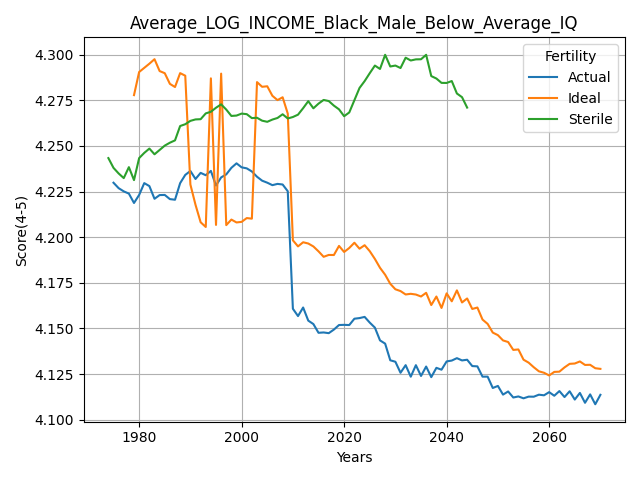 Average_LOG_INCOME_Black_Male_Below_Average_IQ
Fertility
Actual
Ideal
Sterile
Score(4-5)
4.300
4.275
4.250
4.225
4.200
4.175
4.150
4.125
4.100
1980
2000
2020
2040
2060
Years